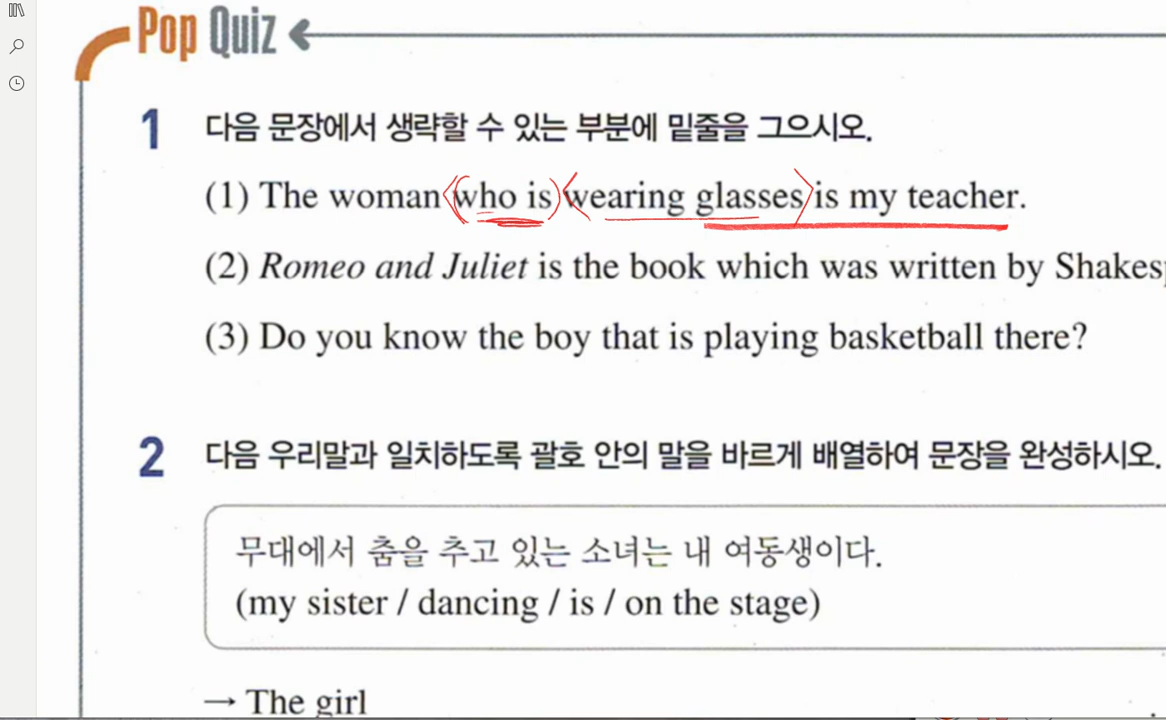 Pop Quiz
1 다음 문장에서 생략할 수 있는 부분에 밑줄을 그으시오.
(1) The woman who is wearing glasses is my teacher.
(2) Romeo and Juliet is the book which was written by
(3) Do you know the boy that is playing basketball there?
2 다음 우리말과 일치하도록 괄호 안의 말을 바르게 배열하여 문장을 완성하시오.
무대에서 춤을 추고 있는 소녀는 내 여동생이다.
(my sister / dancing / is / on the stage)
→ The girl